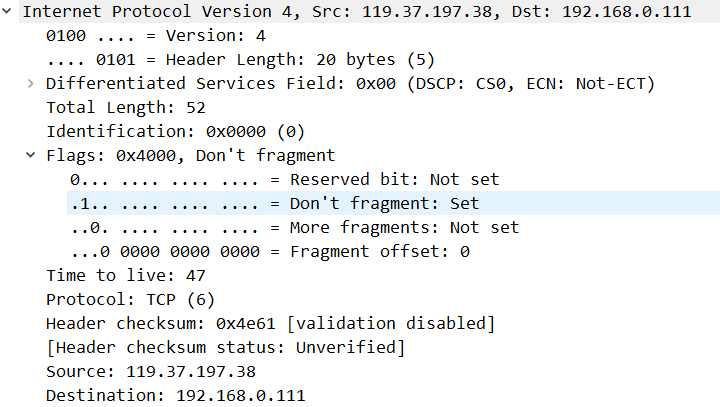 Internet Protocol Version 4, Src: 119.37.197.38, Dst: 192.168.0.111
0100 .... = Version: 4
.... 0101 = Header Length: 20 bytes (5)
Differentiated Services Field: 0x00 (DSCP: CS0, ECN: Not-ECT)
Total Length: 52
Identification: 0x0000 (0)
Flags: 0x4000, Don't fragment
0... .... .... .... = Reserved bit: Not set
.1.. .... .... .... = Don't fragment: Set
..0. .... .... .... = More fragments: Not set
...0 0000 0000 0000 = Fragment offset: 0
Time to live: 47
Protocol: TCP (6)
Header checksum: 0x4e61 [validation disabled]
[Header checksum status: Unverified]
Source: 119.37.197.38
Destination: 192.168.0.111